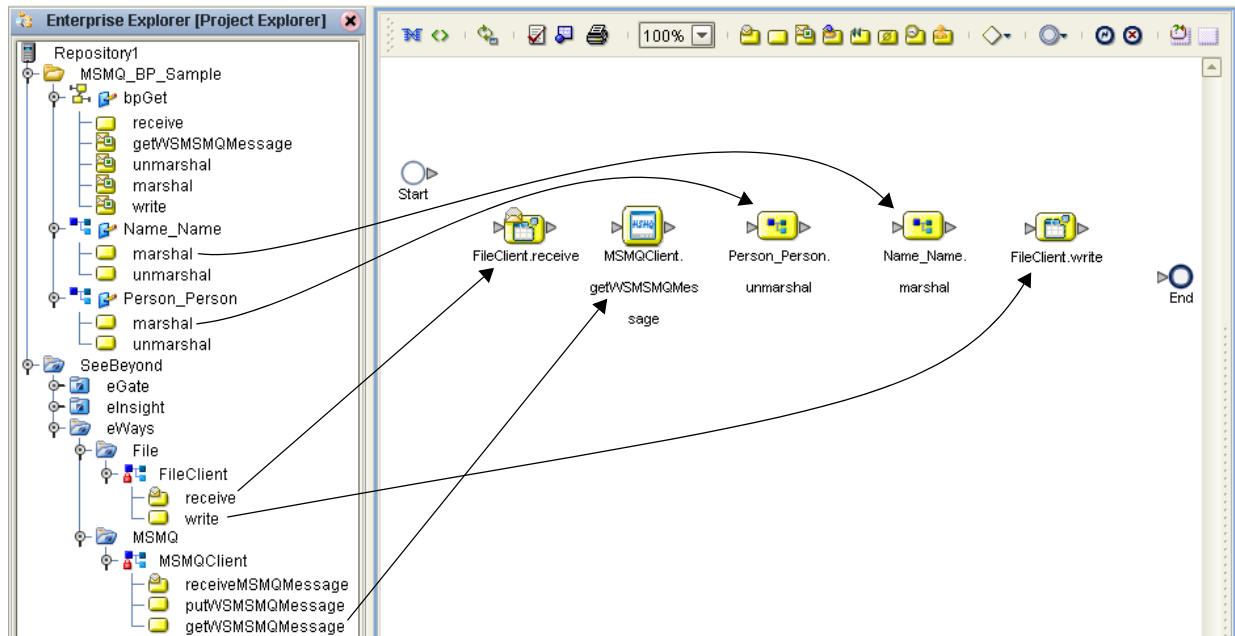 Enterprise Explorer [Project Explorer]
Repository1
MSMQ_BP_Sample
bpGet
receive
getWSMSMQMessage
unmarshal
marshal
write
Name_Name
marshal
unmarshal
Person_Person
marshal
unmarshal
SeeBeyond
eGate
eInsight
eWays
File
FileClient
receive
write
MSMQ
MSMQClient
receiveMSMQMessage
putWSMSMQMessage
getWSMSMQMessage
100%
Start
FileClient.receive
MSMQ
MSMQClient.
getWSMSMQMes
sage
Person_Person.
unmarshal
Name_Name.
marshal
FileClient.write
End